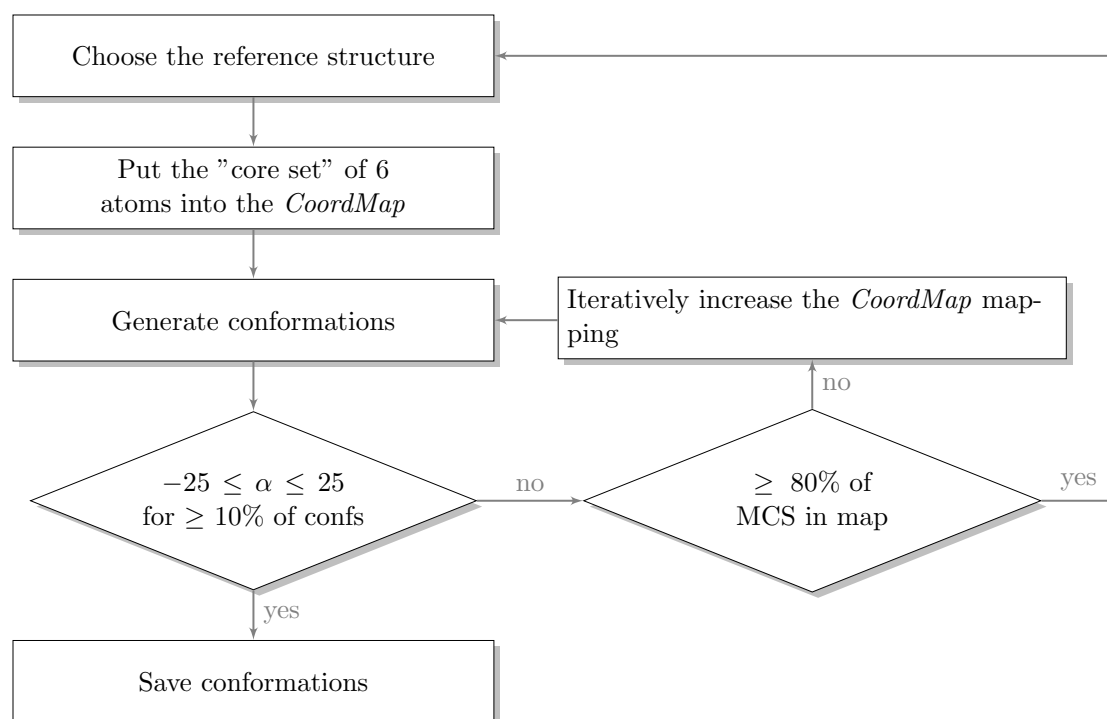 Choose the reference structure
Put the ”core set” of 6
atoms into the CoordMap
Generate conformations
Iteratively increase the CoordMap map-
ping
no
−25 ≤ α ≤ 25
for ≥ 10% of confs
no
≥ 80% of
MCS in map
yes
yes
Save conformations